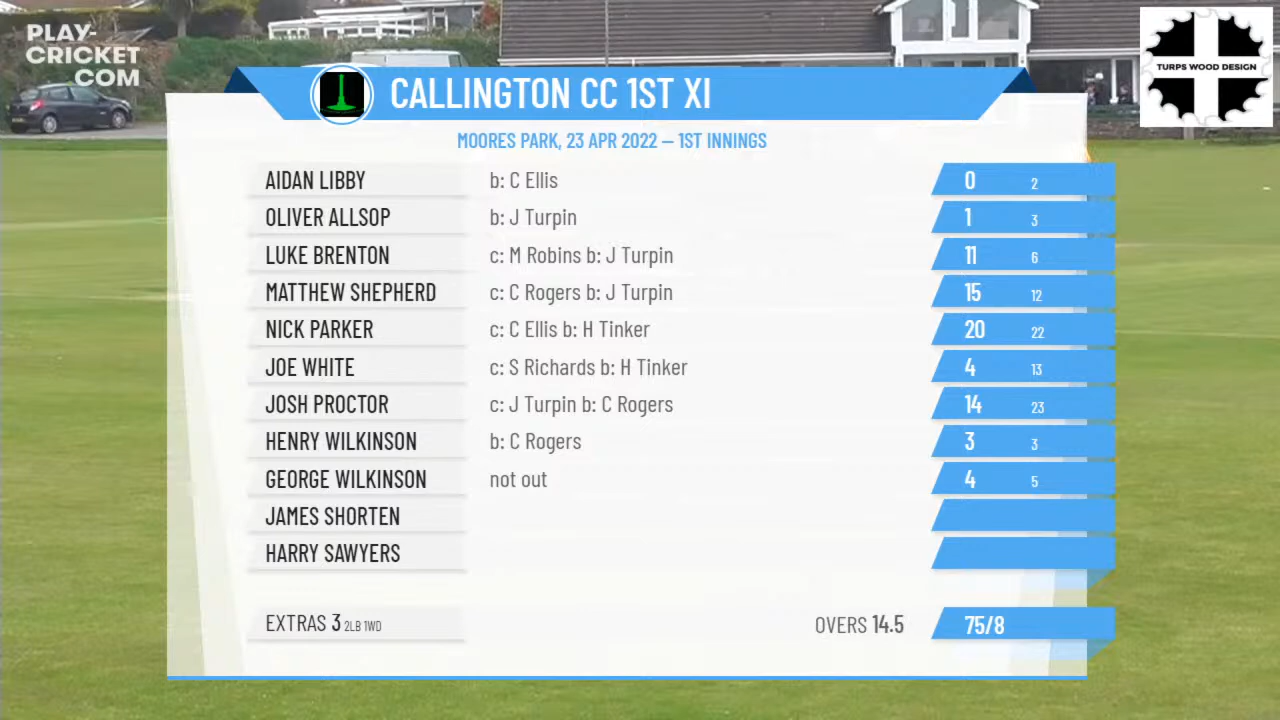 PLAY-
CRICKET
.COM
TURPS WOOD DESIGN
CALLINGTON CC 1ST XI
MOORES PARK, 23 APR 2022 – 1ST INNINGS
AIDAN LIBBY b: C Ellis 0 2
OLIVER ALLSOP b: J Turpin 1 3
LUKE BRENTON c: M Robins b: J Turpin 11 6
MATTHEW SHEPHERD c: C Rogers b: J Turpin 15 12
NICK PARKER c: C Ellis b: H Tinker 20 22
JOE WHITE c: S Richards b: H Tinker 4 13
JOSH PROCTOR c: J Turpin b: C Rogers 14 23
HENRY WILKINSON b: C Rogers 3 3
GEORGE WILKINSON not out 4 5
JAMES SHORTEN
HARRY SAWYERS
EXTRAS 3 2LB 1WD OVERS 14.5 75/8